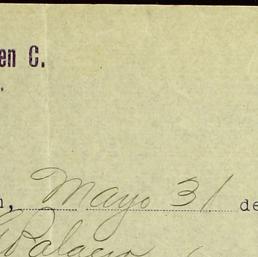 en C.
n, Mayo 31 de
Palacio